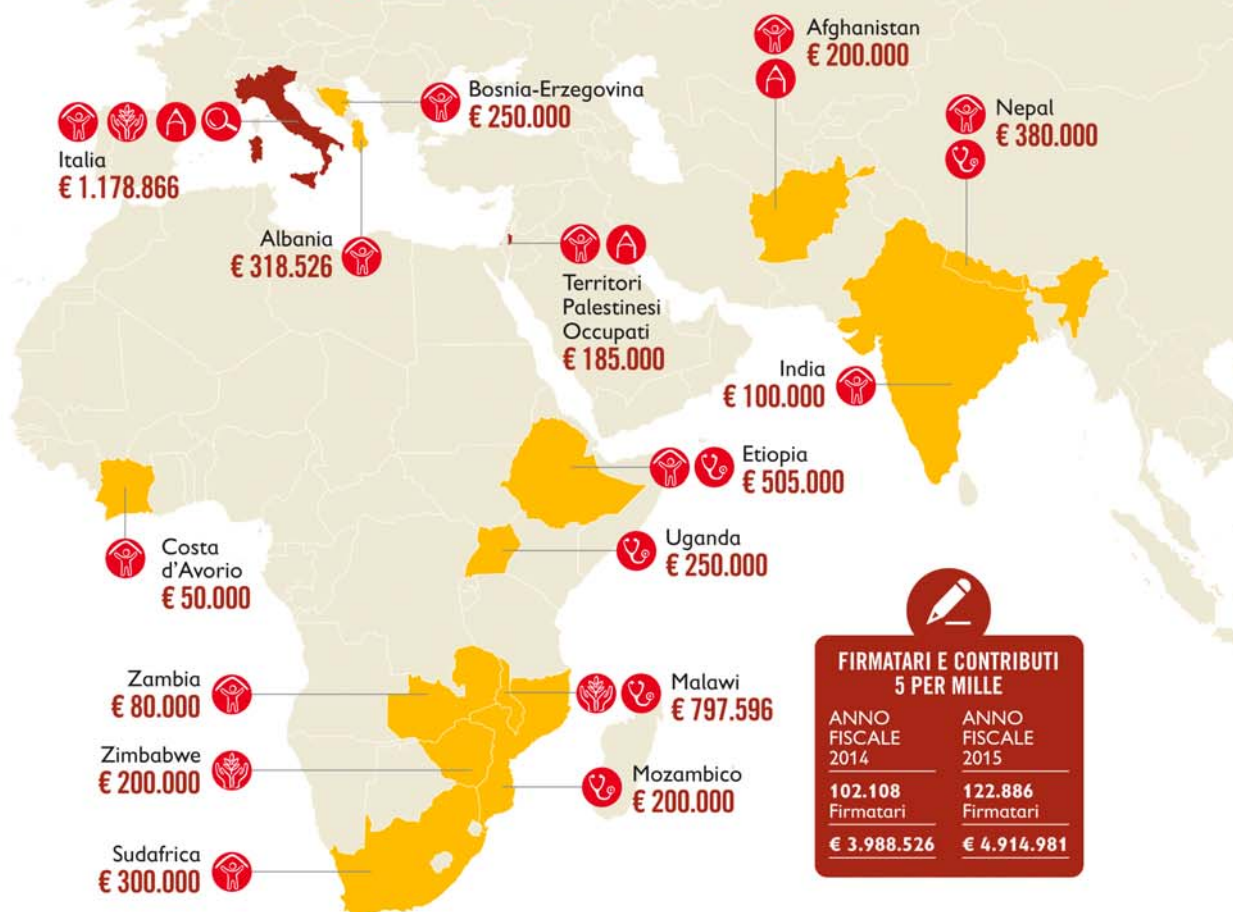 Afghanistan
€ 200.000
Bosnia-Erzegovina
€ 250.000
Nepal
€ 380.000
Italia
€ 1.178.866
Albania
€ 318.526
Territori
Palestinesi
Occupati
€ 185.000
India
€ 100.000
Etiopia
€ 505.000
Costa
d'Avorio
€ 50.000
Uganda
€ 250.000
Zambia
€ 80.000
Malawi
€ 797.596
Zimbabwe
€ 200.000
Mozambico
€ 200.000
Sudafrica
€ 300.000
FIRMATARI E CONTRIBUTI
5 PER MILLE
ANNO
FISCALE
2014
102.108
Firmatari
€ 3.988.526
ANNO
FISCALE
2015
122.886
Firmatari
€ 4.914.981